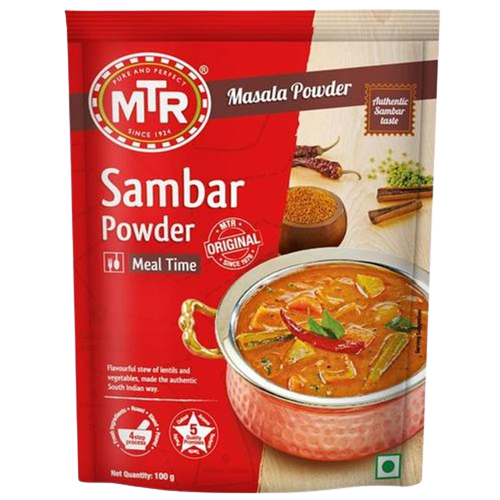 PURE AND PERFECT
MTR
®
SINCE 1924
Masala Powder
Authentic
Sambar
taste
Sambar
Powder
Meal Time
MTR
ORIGINAL
SINCE 1976
Flavourful stew of lentils and
vegetables, made the authentic
South Indian way.
4 step
process
5
Quality
Promises
Net Quantity: 100 g